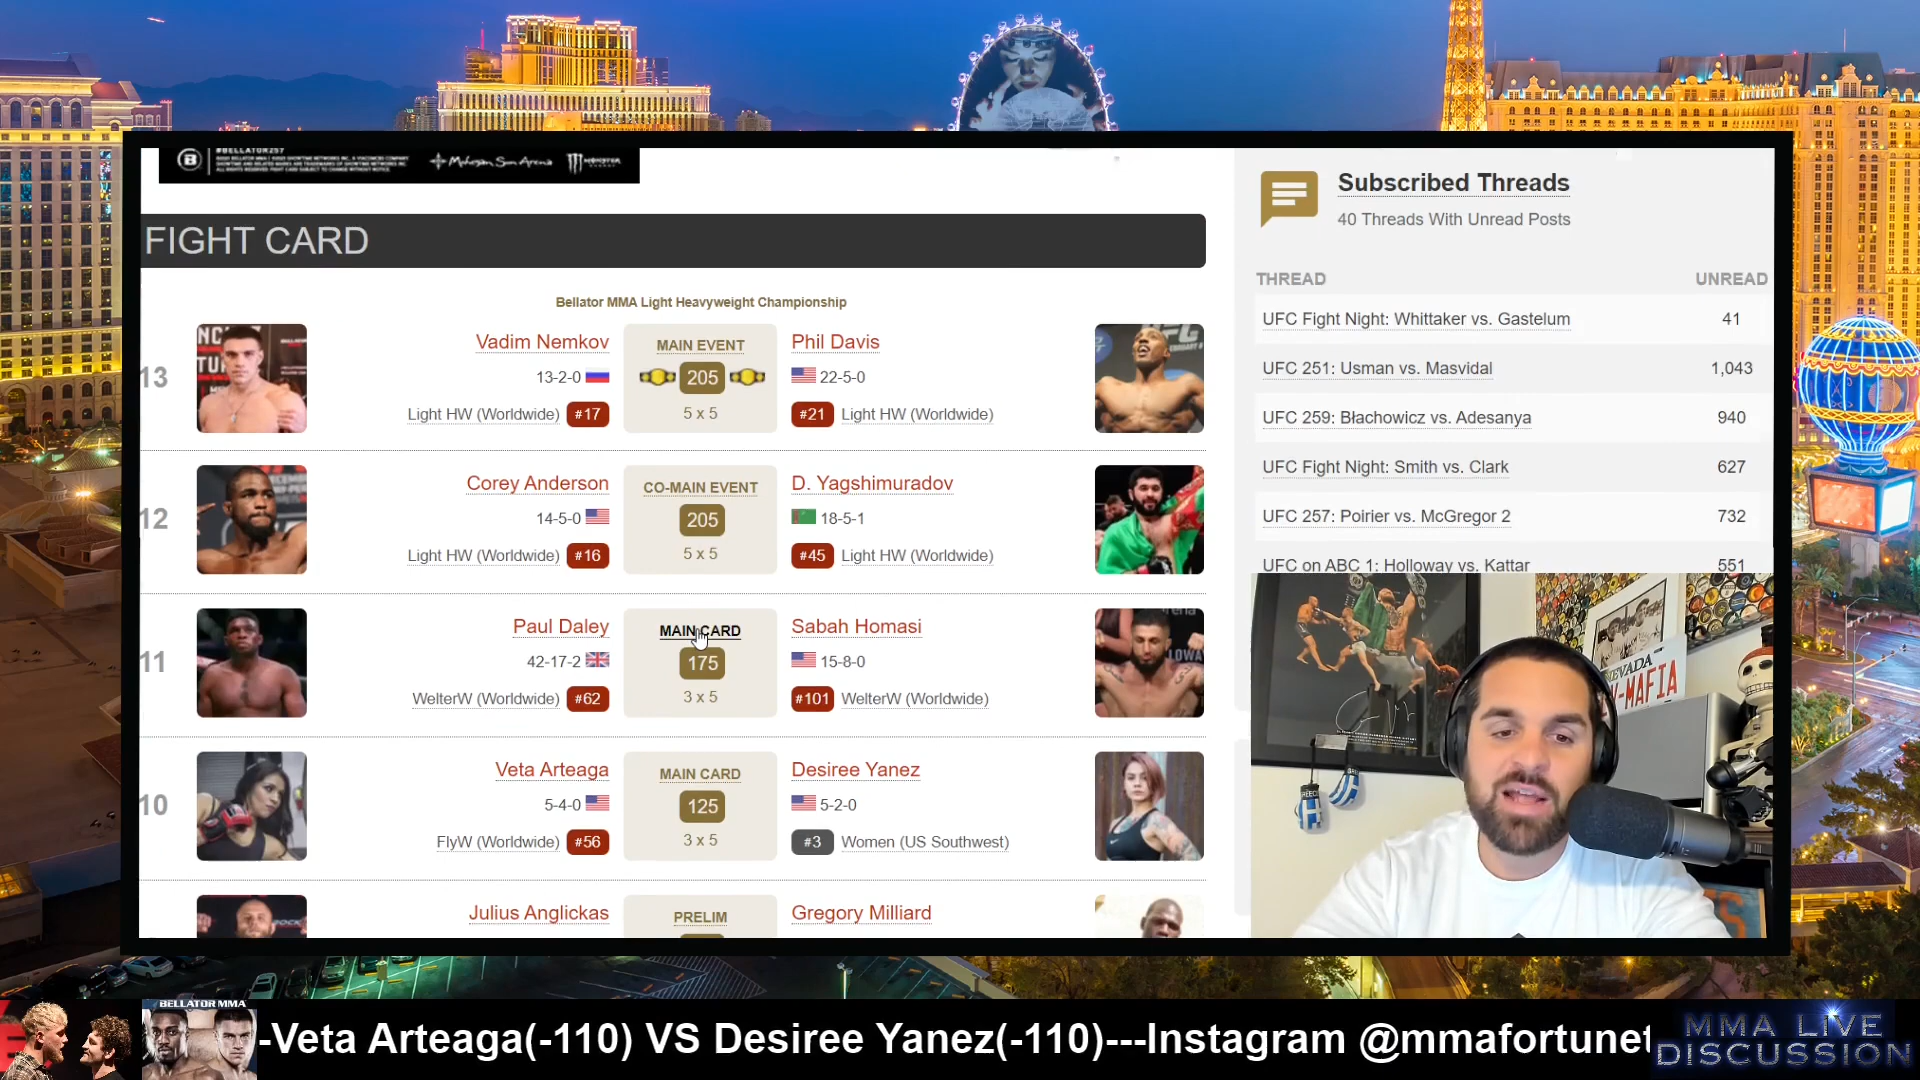 #BELLATOR257
Mohegan Sun Arena
MONSTER
FIGHT CARD
Bellator MMA Light Heavyweight Championship
13
Vadim Nemkov
13-2-0
Light HW (Worldwide) #17
MAIN EVENT
205
5 x 5
Phil Davis
22-5-0
#21 Light HW (Worldwide)
12
Corey Anderson
14-5-0
Light HW (Worldwide) #16
CO-MAIN EVENT
205
5 x 5
D. Yagshimuradov
18-5-1
#45 Light HW (Worldwide)
11
Paul Daley
42-17-2
WelterW (Worldwide) #62
MAIN CARD
175
3 x 5
Sabah Homasi
15-8-0
#101 WelterW (Worldwide)
10
Veta Arteaga
5-4-0
FlyW (Worldwide) #56
MAIN CARD
125
3 x 5
Desiree Yanez
5-2-0
#3 Women (US Southwest)
Julius Anglickas
PRELIM
Gregory Milliard
Subscribed Threads
40 Threads With Unread Posts
THREAD UNREAD
UFC Fight Night: Whittaker vs. Gastelum 41
UFC 251: Usman vs. Masvidal 1,043
UFC 259: Błachowicz vs. Adesanya 940
UFC Fight Night: Smith vs. Clark 627
UFC 257: Poirier vs. McGregor 2 732
UFC on ABC 1: Holloway vs. Kattar 551
NEVADA
-MAFIA
BELLATOR MMA
-Veta Arteaga(-110) VS Desiree Yanez(-110)---Instagram @mmafortunet
MMA LIVE
DISCUSSION